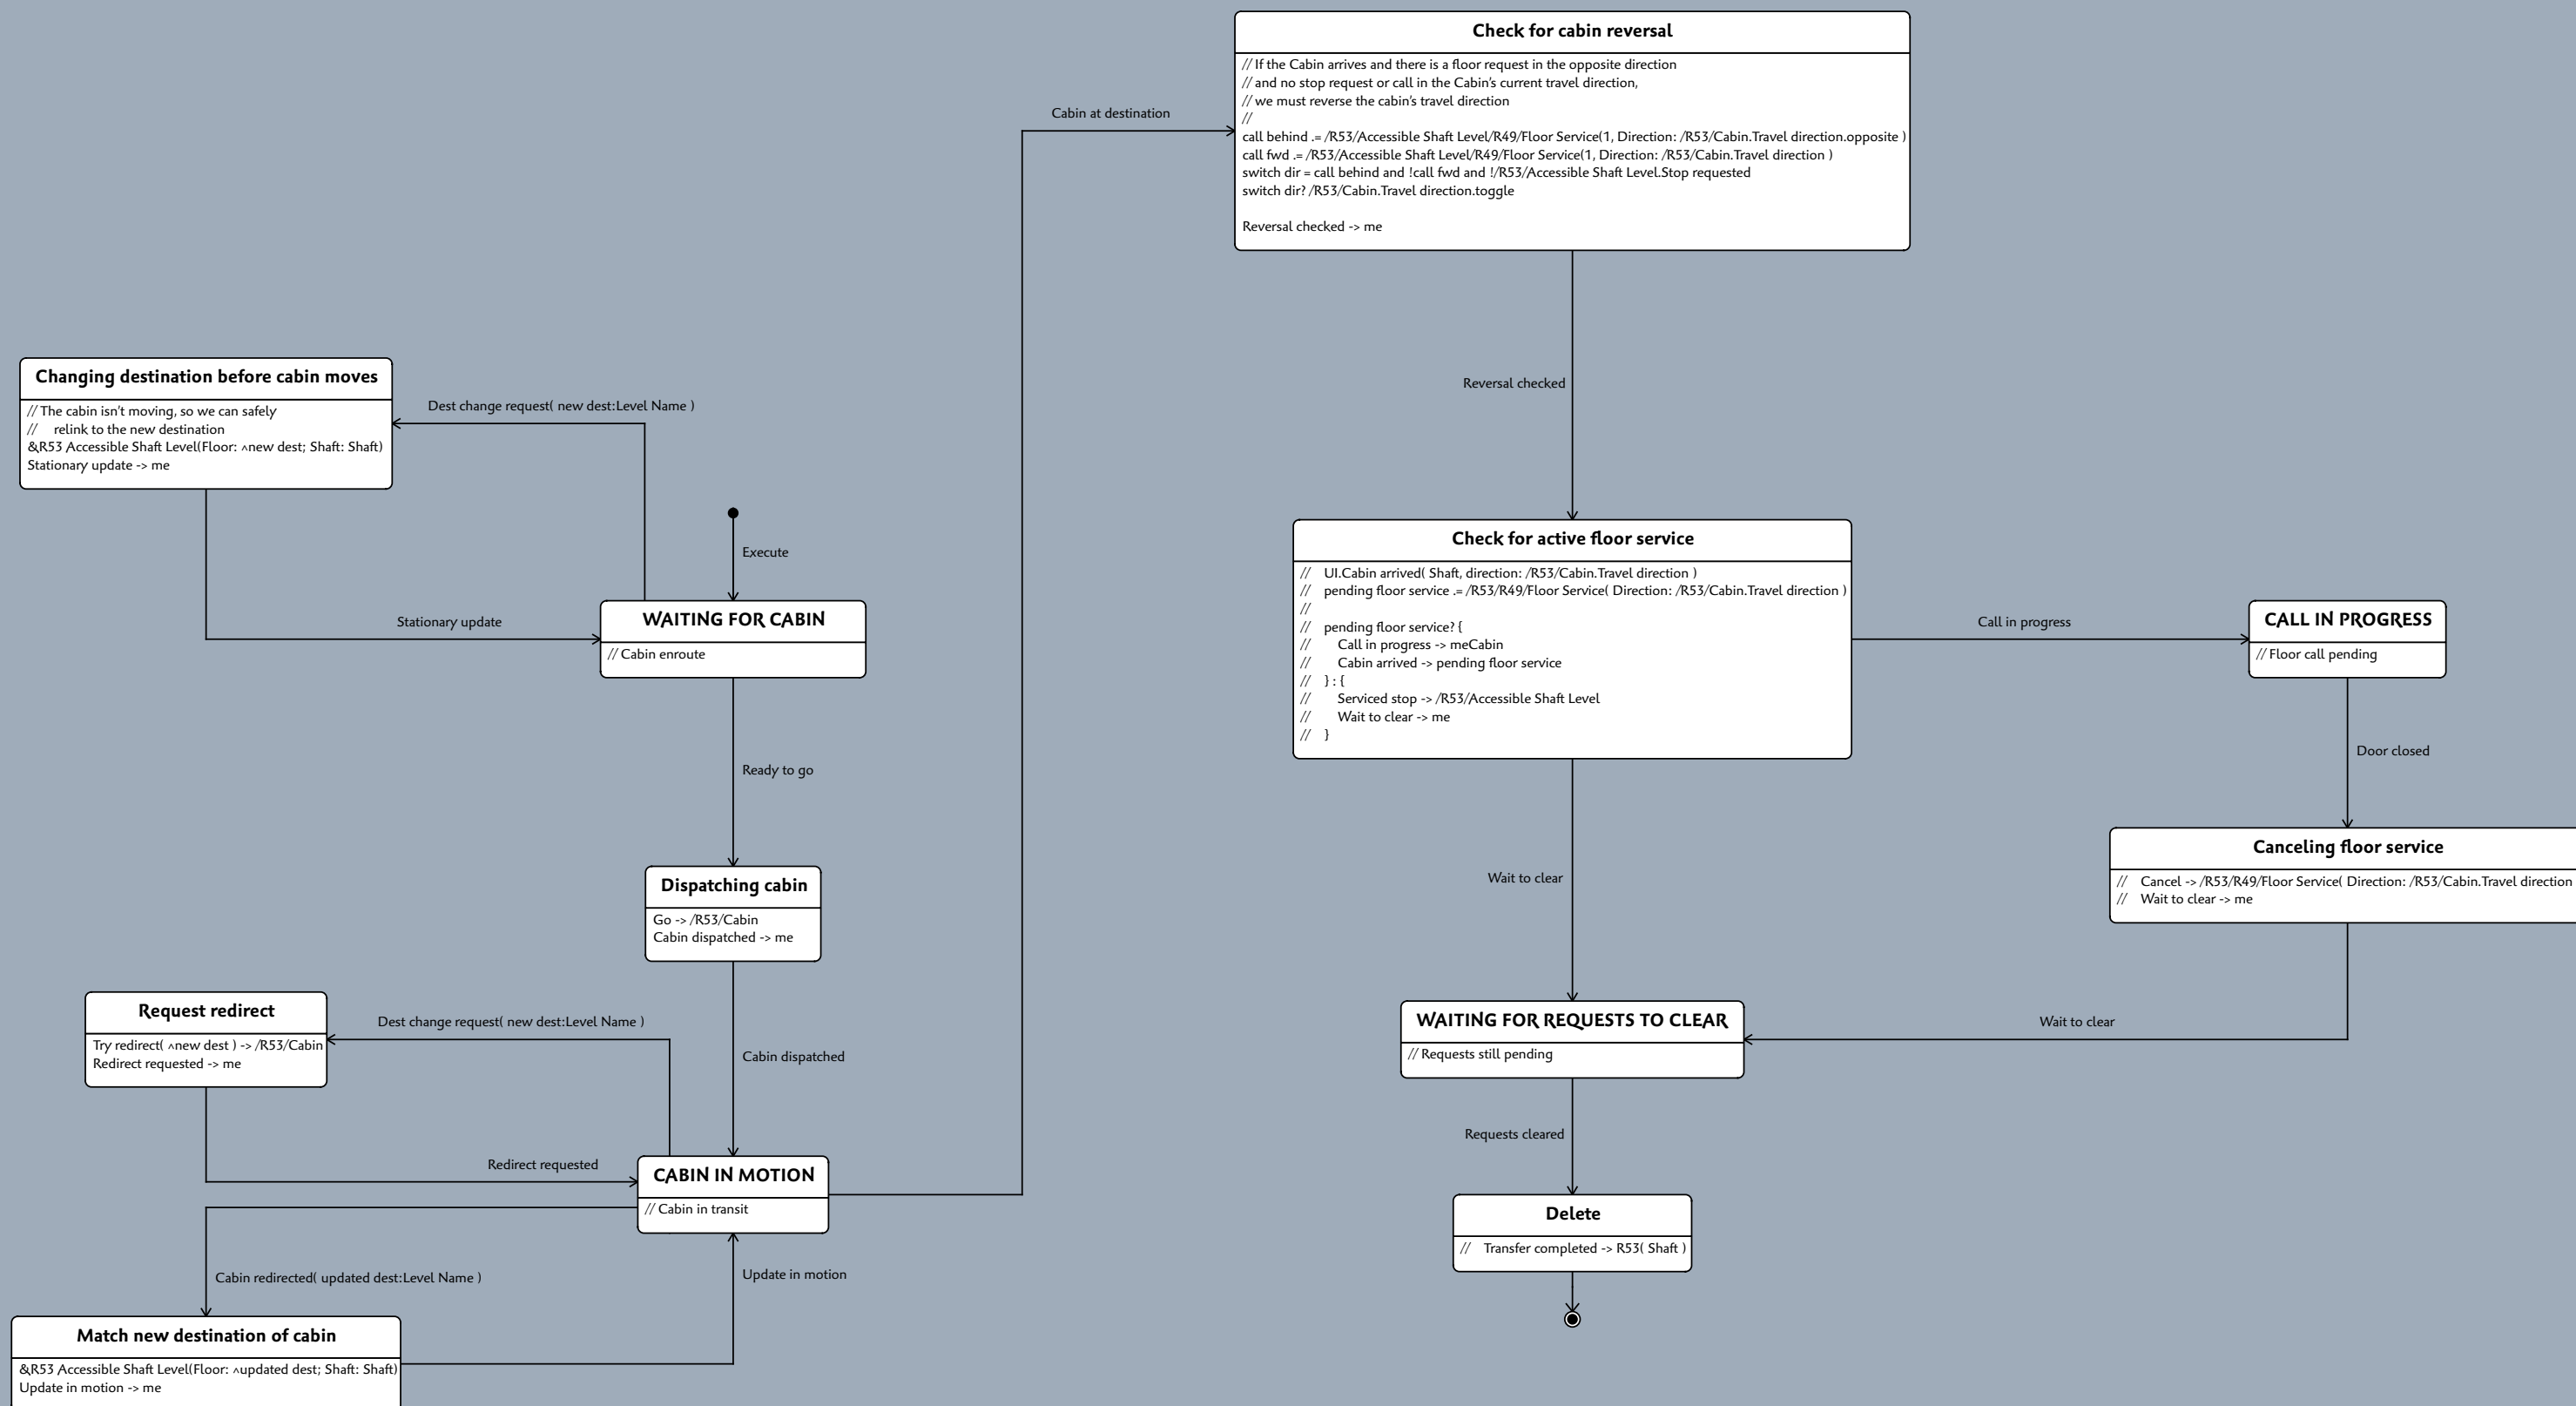 Check for cabin reversal
// If the Cabin arrives and there is a floor request in the opposite direction
// and no stop request or call in the Cabin's current travel direction,
// we must reverse the cabin's travel direction
//
call behind .= /R53/Accessible Shaft Level/R49/Floor Service(1, Direction: /R53/Cabin.Travel direction.opposite )
call fwd .= /R53/Accessible Shaft Level/R49/Floor Service(1, Direction: /R53/Cabin.Travel direction )
switch dir = call behind and !call fwd and !/R53/Accessible Shaft Level.Stop requested
switch dir? /R53/Cabin.Travel direction.toggle
Reversal checked -> me
Cabin at destination
Reversal checked
Changing destination before cabin moves
// The cabin isn't moving, so we can safely
// relink to the new destination
&R53 Accessible Shaft Level(Floor: ^new dest; Shaft: Shaft)
Stationary update -> me
Dest change request( new dest:Level Name )
Execute
Stationary update
WAITING FOR CABIN
// Cabin enroute
Ready to go
Dispatching cabin
Go -> /R53/Cabin
Cabin dispatched -> me
Request redirect
Try redirect( ^new dest ) -> /R53/Cabin
Redirect requested -> me
Dest change request( new dest:Level Name )
Cabin dispatched
Redirect requested
CABIN IN MOTION
// Cabin in transit
Cabin redirected( updated dest:Level Name )
Update in motion
Match new destination of cabin
&R53 Accessible Shaft Level(Floor: ^updated dest; Shaft: Shaft)
Update in motion -> me
Check for active floor service
// UI.Cabin arrived( Shaft, direction: /R53/Cabin.Travel direction )
// pending floor service .= /R53/R49/Floor Service( Direction: /R53/Cabin.Travel direction )
//
// pending floor service? {
// Call in progress -> meCabin
// Cabin arrived -> pending floor service
// } : {
// Serviced stop -> /R53/Accessible Shaft Level
// Wait to clear -> me
// }
Call in progress
CALL IN PROGRESS
// Floor call pending
Door closed
Canceling floor service
// Cancel -> /R53/R49/Floor Service( Direction: /R53/Cabin.Travel direction
// Wait to clear -> me
Wait to clear
Wait to clear
WAITING FOR REQUESTS TO CLEAR
// Requests still pending
Requests cleared
Delete
// Transfer completed -> R53( Shaft )